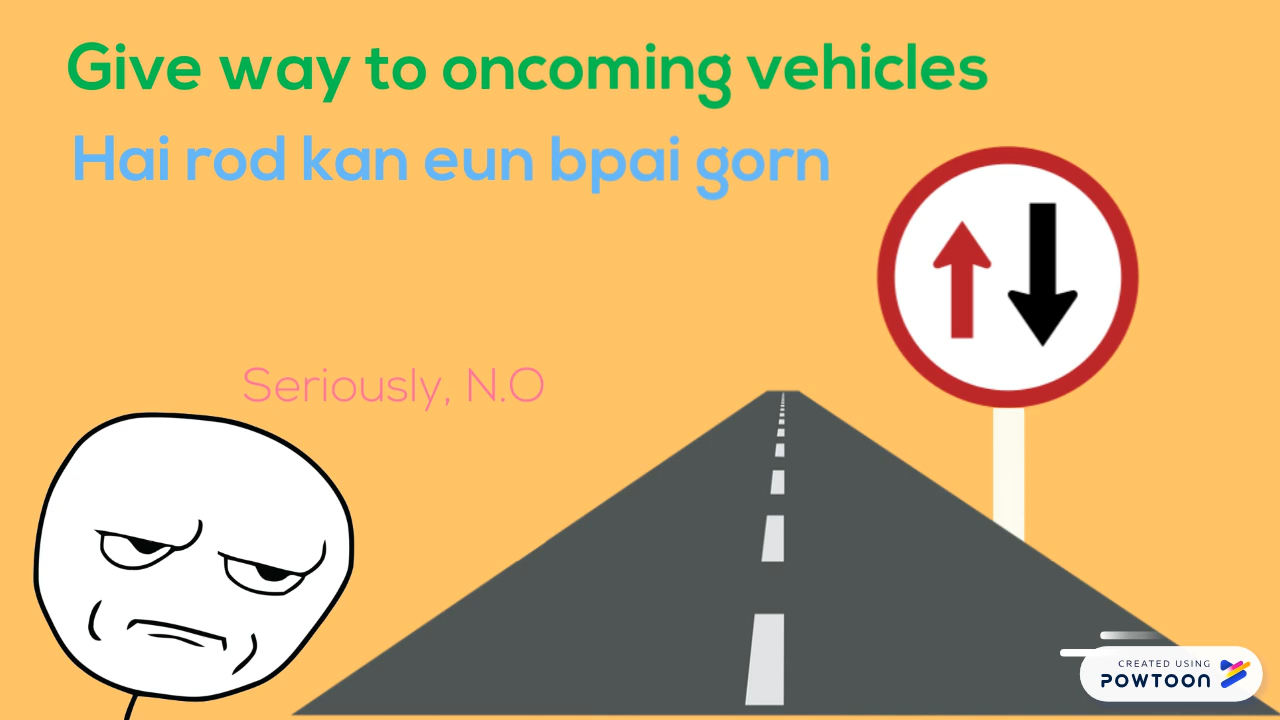 Give way to oncoming vehicles
Hai rod kan eun bpai gorn
Seriously, N.O
CREATED USING
POWTOON